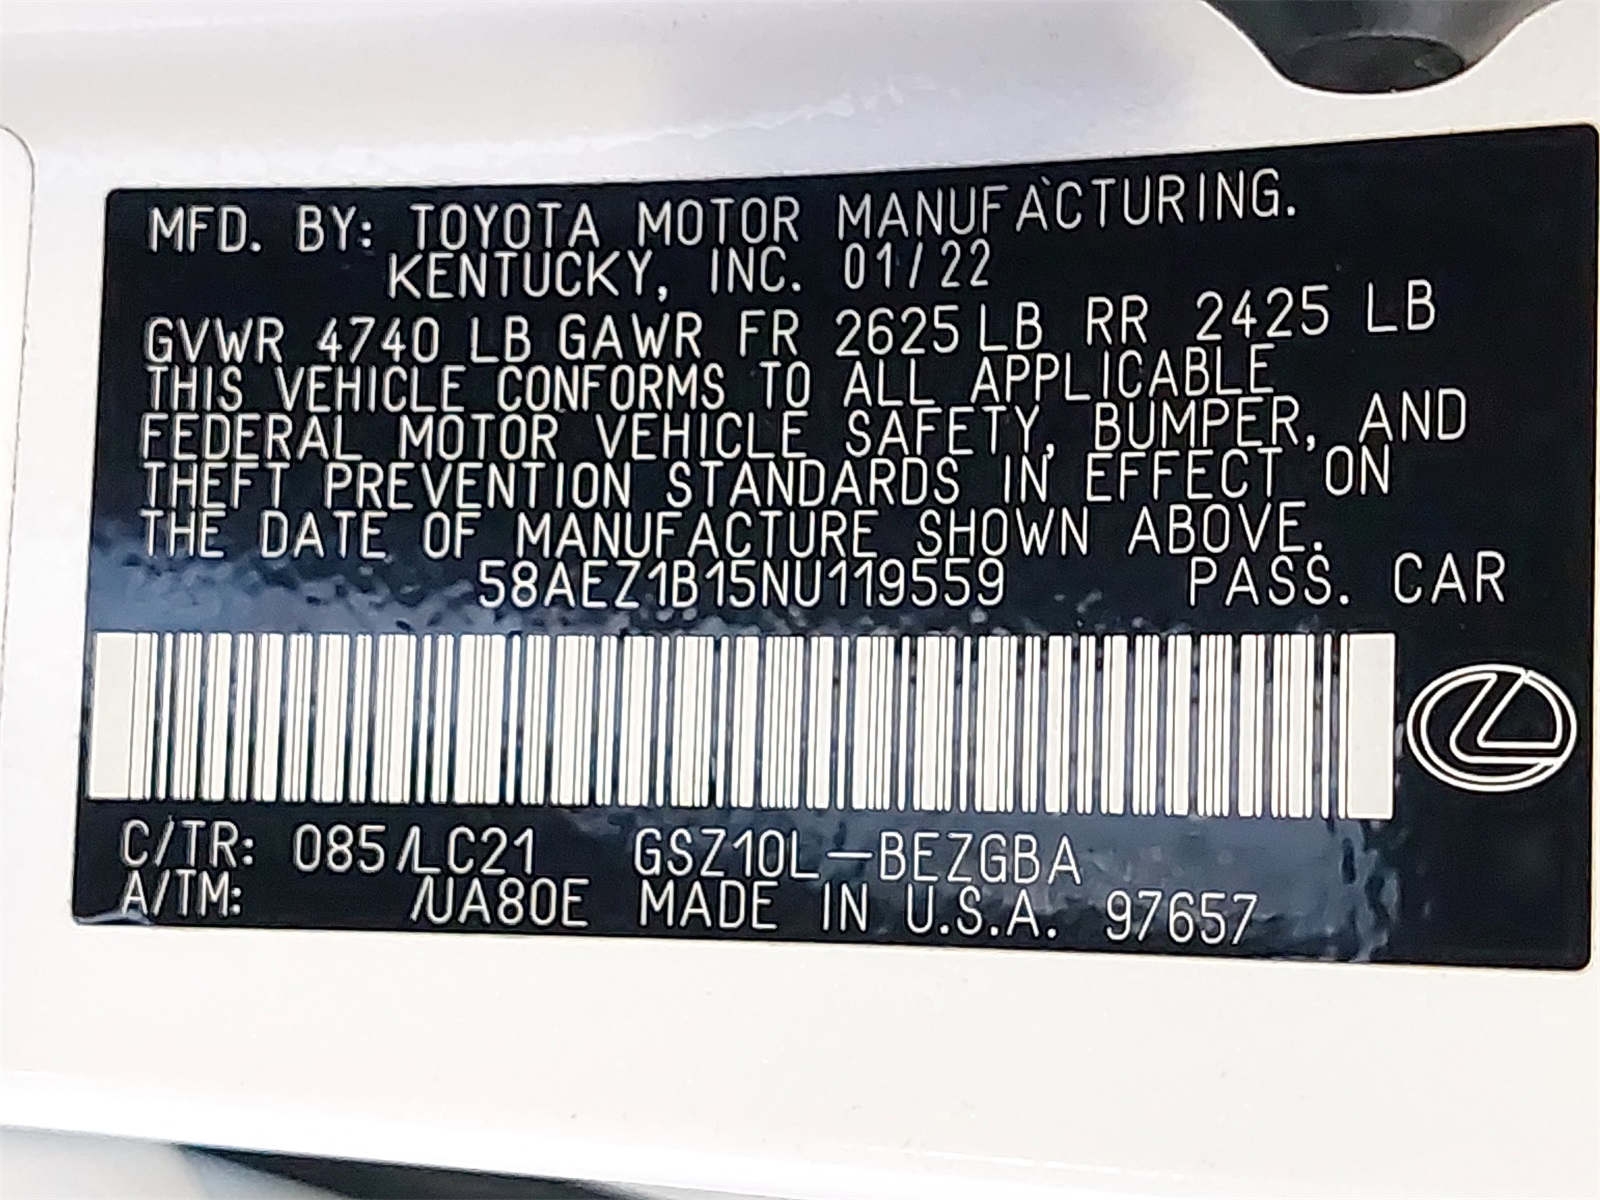 MFD. BY: TOYOTA MOTOR MANUFACTURING.
KENTUCKY, INC. 01/22
GVWR 4740 LB GAWR FR 2625 LB RR 2425 LB
THIS VEHICLE CONFORMS TO ALL APPLICABLE
FEDERAL MOTOR VEHICLE SAFETY, BUMPER, AND
THEFT PREVENTION STANDARDS IN EFFECT ON
THE DATE OF MANUFACTURE SHOWN ABOVE.
58AEZ1B15NU119559 PASS. CAR
C/TR: 085/LC21 GSZ10L-BEZGBA
A/TM: /UA80E MADE IN U.S.A. 97657